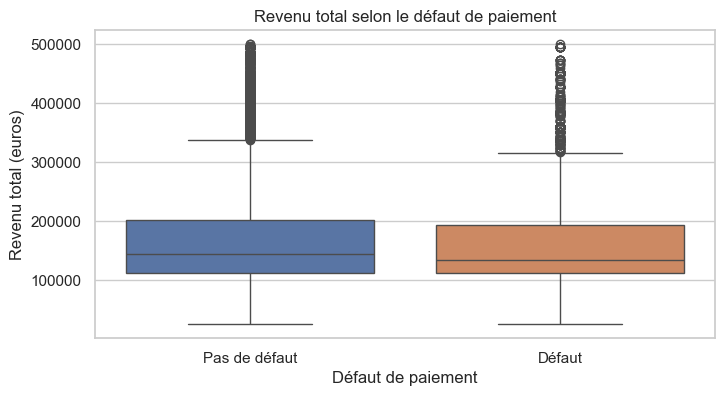 Revenu total selon le défaut de paiement
Revenu total (euros)
500000
400000
300000
200000
100000
Pas de défaut
Défaut
Défaut de paiement